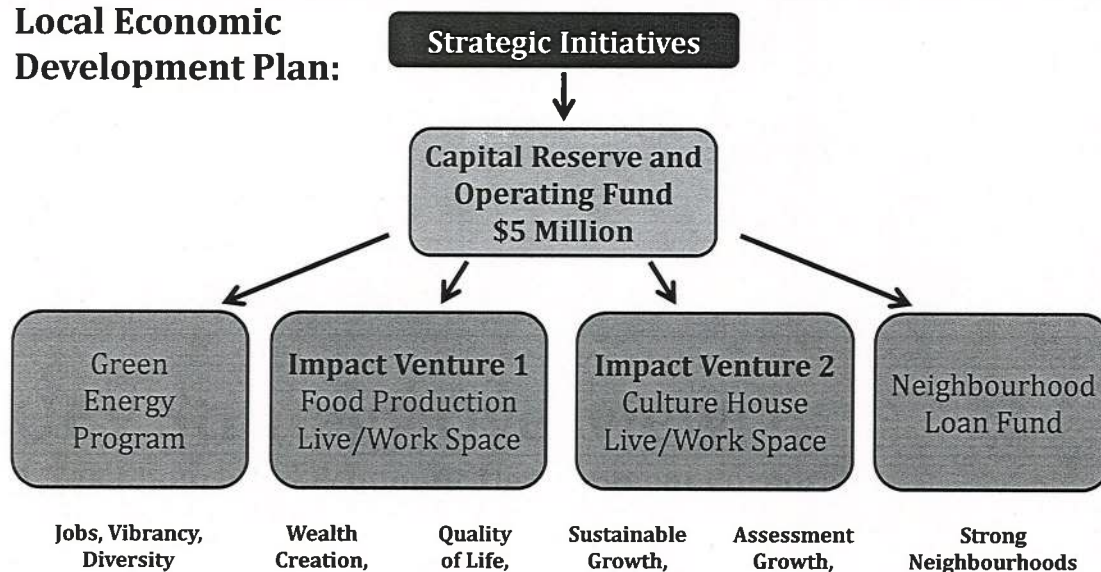 Local Economic
Development Plan:
Strategic Initiatives
Capital Reserve and
Operating Fund
$5 Million
Green
Energy
Program
Impact Venture 1
Food Production
Live/Work Space
Impact Venture 2
Culture House
Live/Work Space
Neighbourhood
Loan Fund
Jobs, Vibrancy,
Diversity
Wealth
Creation,
Quality
of Life,
Sustainable
Growth,
Assessment
Growth,
Strong
Neighbourhoods